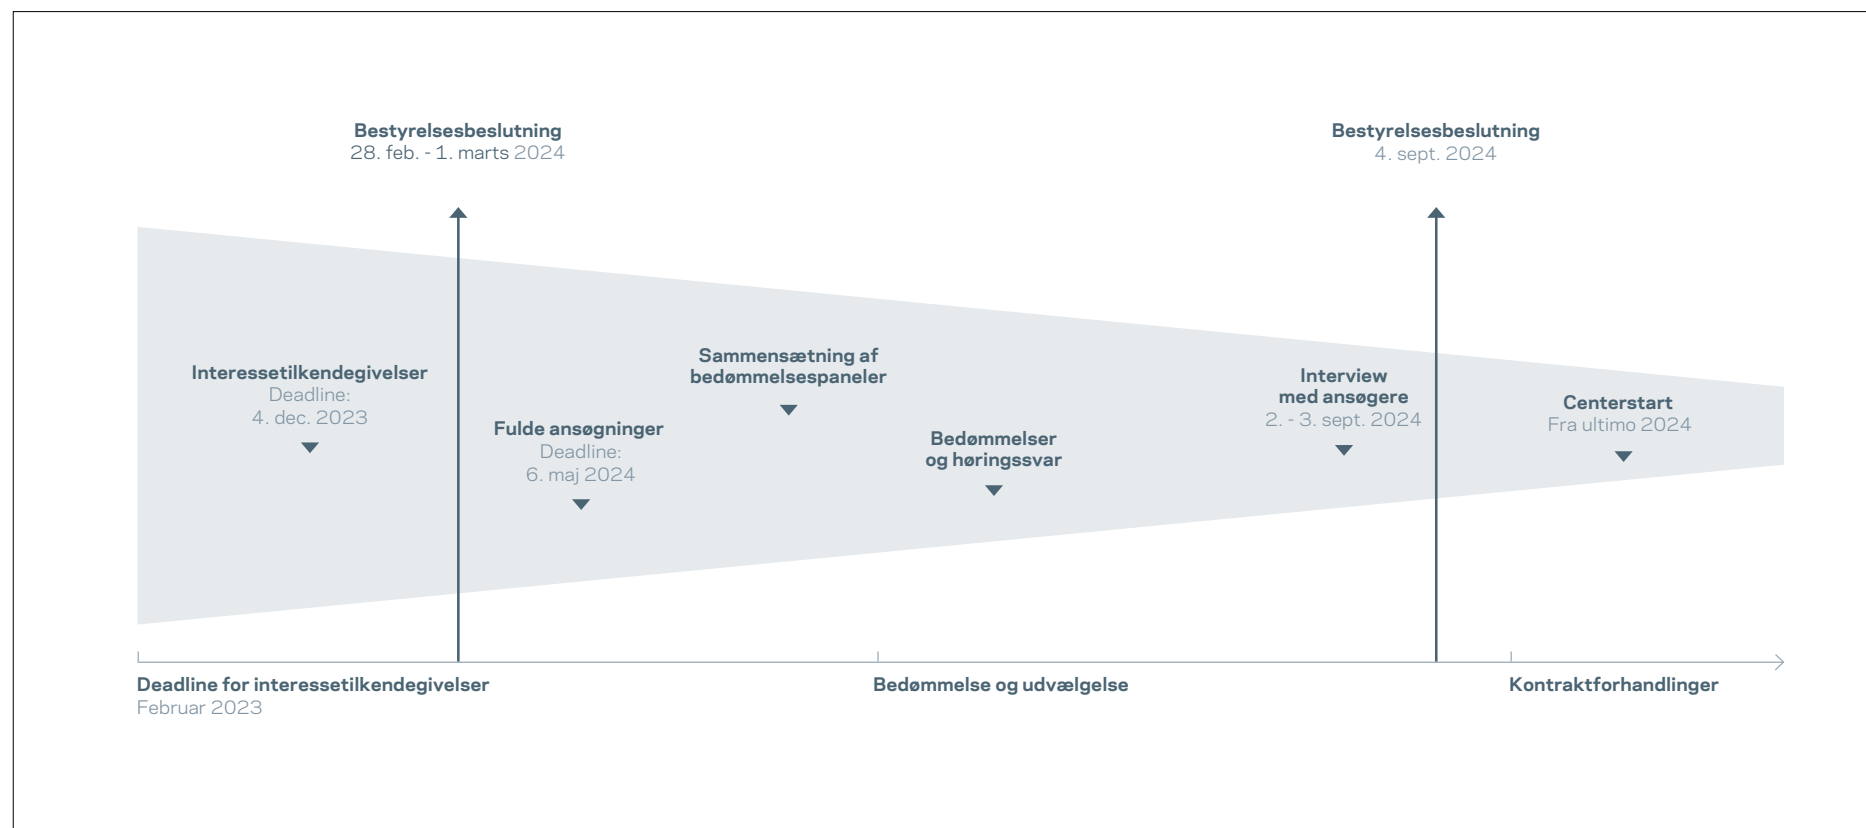 Bestyrelsesbeslutning
28. feb. - 1. marts 2024
Bestyrelsesbeslutning
4. sept. 2024
Interessetilkendegivelser
Deadline:
4. dec. 2023
Fulde ansøgninger
Deadline:
6. maj 2024
Sammensætning af
bedømmelsespaneler
Bedømmelser
og høringssvar
Interview
med ansøgere
2. - 3. sept. 2024
Centerstart
Fra ultimo 2024
Deadline for interessetilkendegivelser
Februar 2023
Bedømmelse og udvælgelse
Kontraktforhandlinger